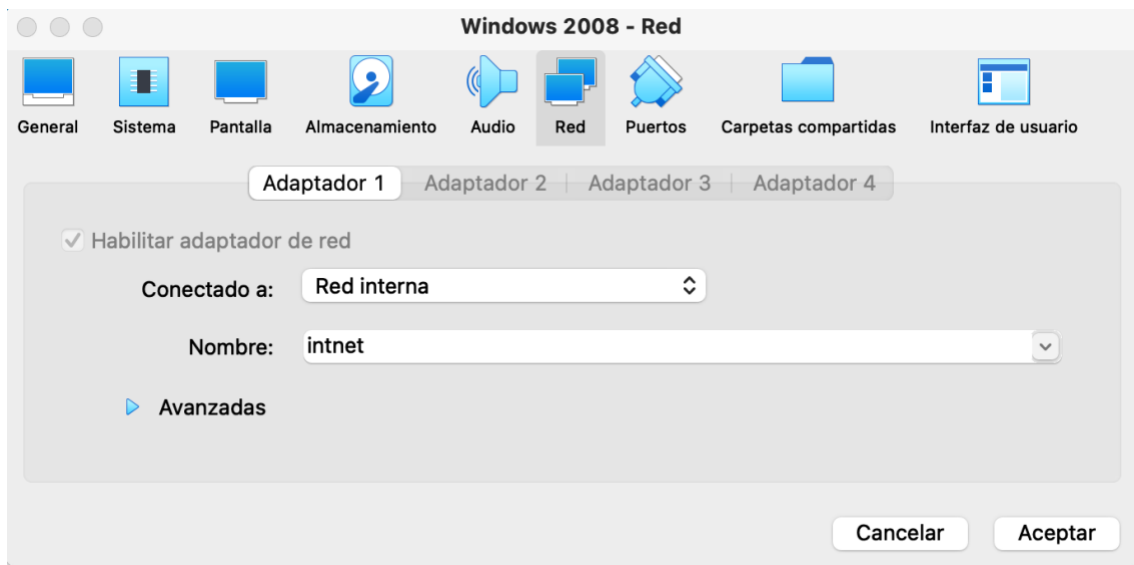 Windows 2008 - Red
General Sistema Pantalla Almacenamiento Audio Red Puertos Carpetas compartidas Interfaz de usuario
Adaptador 1 Adaptador 2 Adaptador 3 Adaptador 4
Habilitar adaptador de red
Conectado a: Red interna
Nombre: intnet
Avanzadas
Cancelar Aceptar